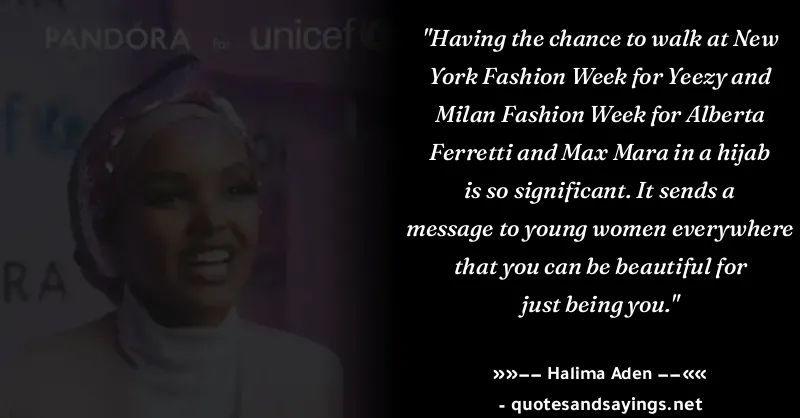 PANDÓRA for unicef
"Having the chance to walk at New
York Fashion Week for Yeezy and
Milan Fashion Week for Alberta
Ferretti and Max Mara in a hijab
is so significant. It sends a
message to young women everywhere
that you can be beautiful for
just being you."
RA
»»–– Halima Aden ––««
- quotesandsayings.net